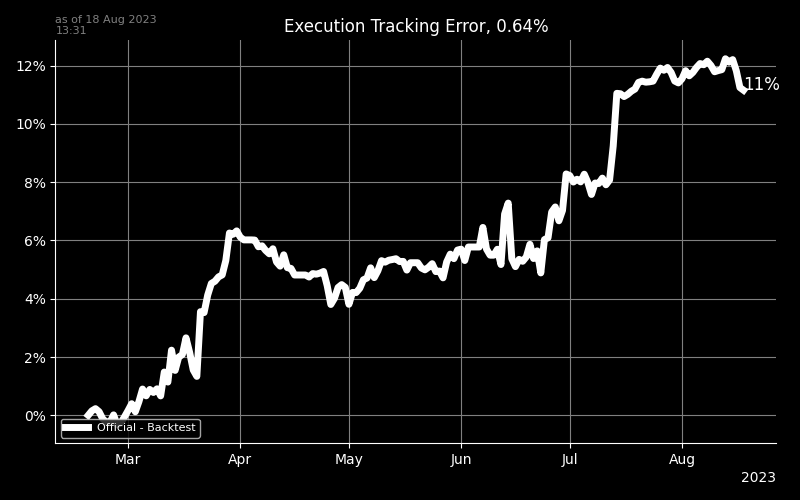 as of 18 Aug 2023
13:31
Execution Tracking Error, 0.64%
12%
10%
8%
6%
4%
2%
0%
11%
Official - Backtest
Mar
Apr
May
Jun
Jul
Aug
2023